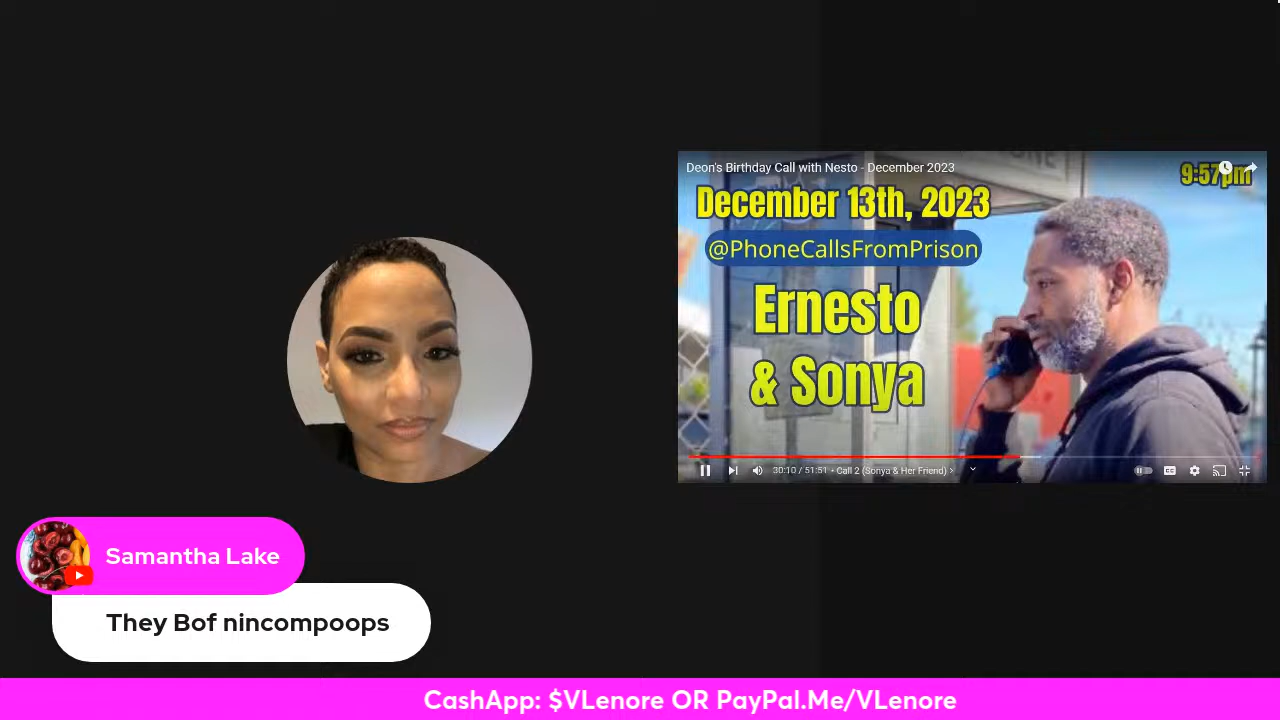 Deon's Birthday Call with Nesto - December 2023
9:57pm
December 13th, 2023
@PhoneCallsFromPrison
Ernesto
& Sonya
30:10 / 51:51 • Call 2 (Sonya & Her Friend) >
CC
Samantha Lake
They Bof nincompoops
CashApp: $VLenore OR PayPal.Me/VLenore